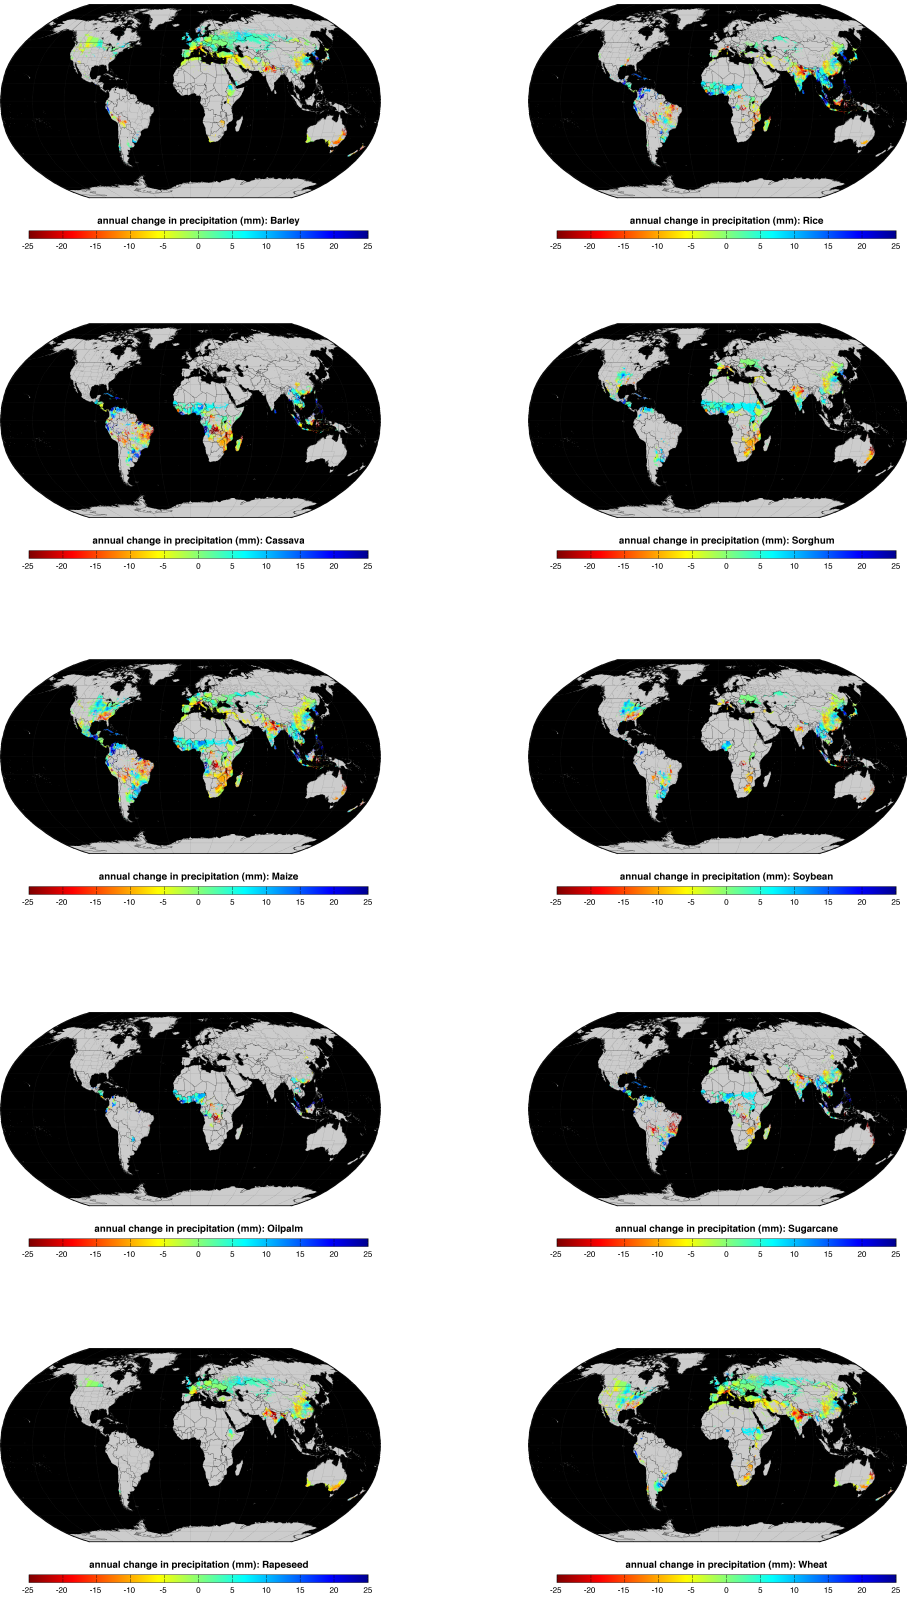 annual change in precipitation (mm): Barley
-25 -20 -15 -10 -5 0 5 10 15 20 25
annual change in precipitation (mm): Rice
-25 -20 -15 -10 -5 0 5 10 15 20 25
annual change in precipitation (mm): Cassava
-25 -20 -15 -10 -5 0 5 10 15 20 25
annual change in precipitation (mm): Sorghum
-25 -20 -15 -10 -5 0 5 10 15 20 25
annual change in precipitation (mm): Maize
-25 -20 -15 -10 -5 0 5 10 15 20 25
annual change in precipitation (mm): Soybean
-25 -20 -15 -10 -5 0 5 10 15 20 25
annual change in precipitation (mm): Oilpalm
-25 -20 -15 -10 -5 0 5 10 15 20 25
annual change in precipitation (mm): Sugarcane
-25 -20 -15 -10 -5 0 5 10 15 20 25
annual change in precipitation (mm): Rapeseed
-25 -20 -15 -10 -5 0 5 10 15 20 25
annual change in precipitation (mm): Wheat
-25 -20 -15 -10 -5 0 5 10 15 20 25